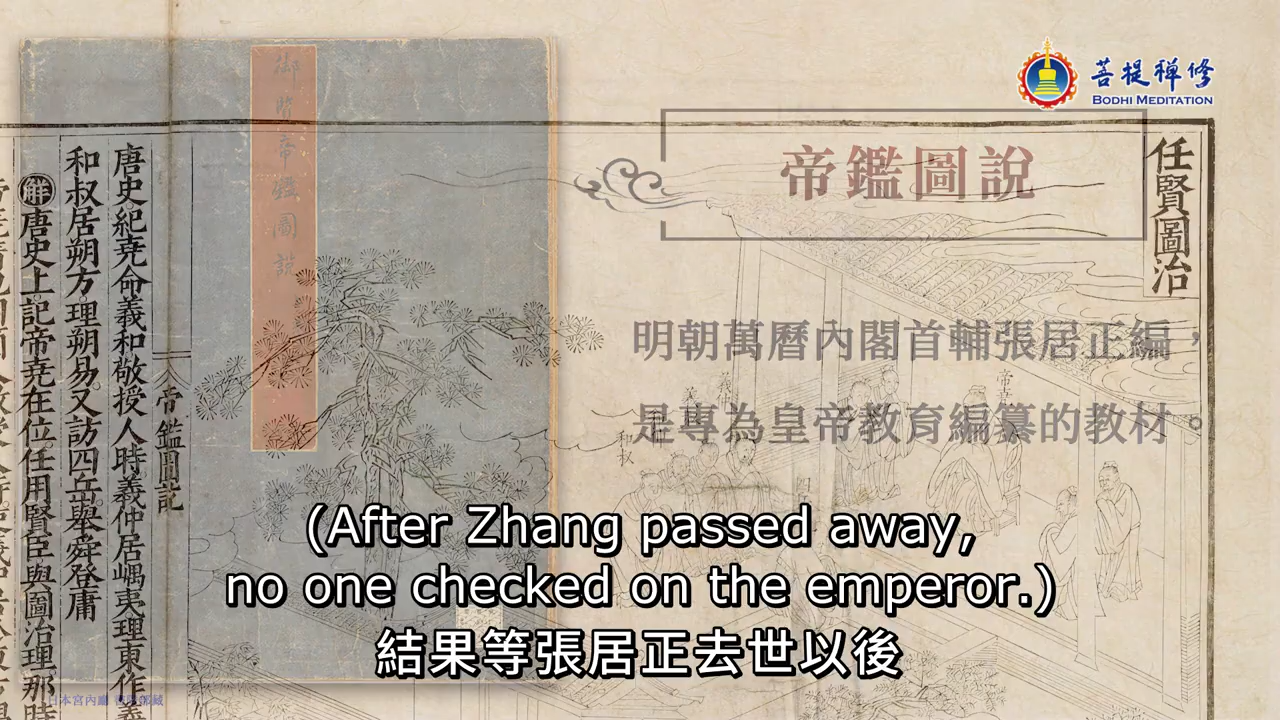 菩提禪修
BODHI MEDITATION
帝鑑圖說
任賢圖治
明朝萬曆內閣首輔張居正編，
是專為皇帝教育編纂的教材。
御覽帝鑑圖說
唐史紀堯命羲和敬授人時羲仲居嵎夷理東作羲
和叔居朔方理朔易又訪四岳舉舜登庸
解唐史上記帝堯在位任用賢臣與圖治理那時
帝鑑圖說
和叔
(After Zhang passed away,
no one checked on the emperor.)
結果等張居正去世以後